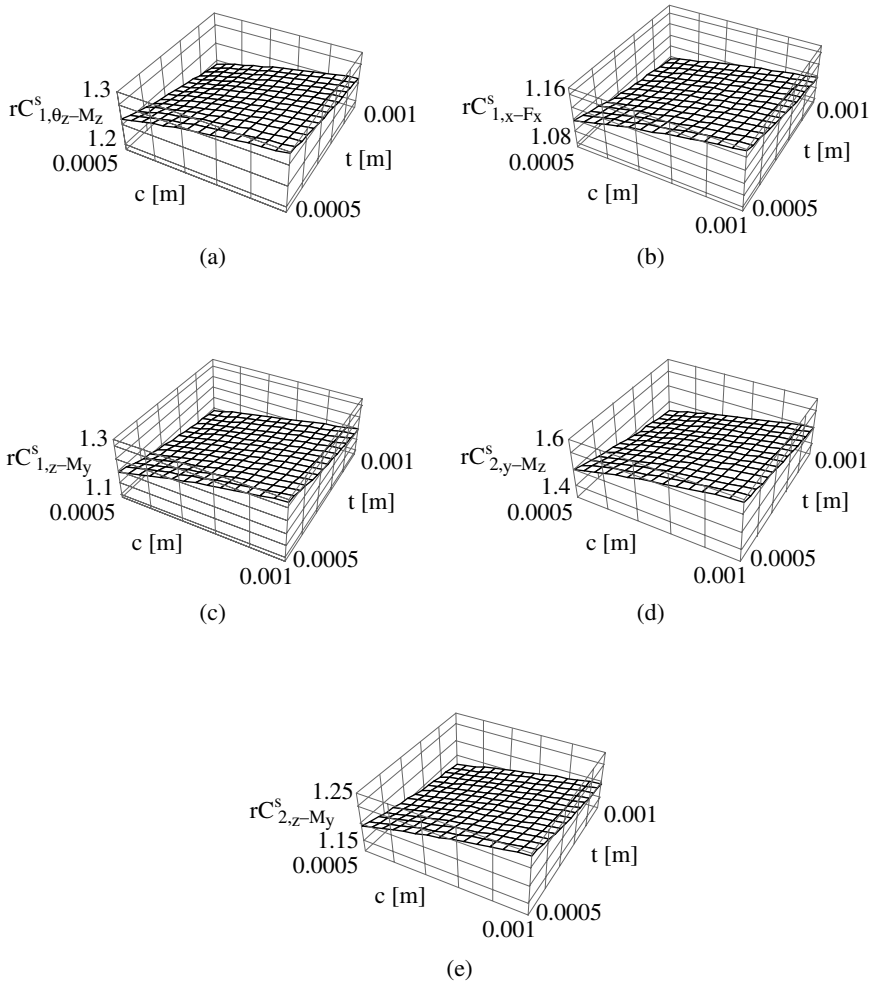 1.3
rC^s_{1,θz–Mz}
1.2
0.0005
c [m]
0.001
t [m]
0.0005
(a)
1.16
rC^s_{1,x–Fx}
1.08
0.0005
c [m]
0.001
t [m]
0.0005
0.001
(b)
1.3
rC^s_{1,z–My}
1.1
0.0005
c [m]
0.001
t [m]
0.0005
0.001
(c)
1.6
rC^s_{2,y–Mz}
1.4
0.0005
c [m]
0.001
t [m]
0.0005
0.001
(d)
1.25
rC^s_{2,z–My}
1.15
0.0005
c [m]
0.001
t [m]
0.0005
0.001
(e)